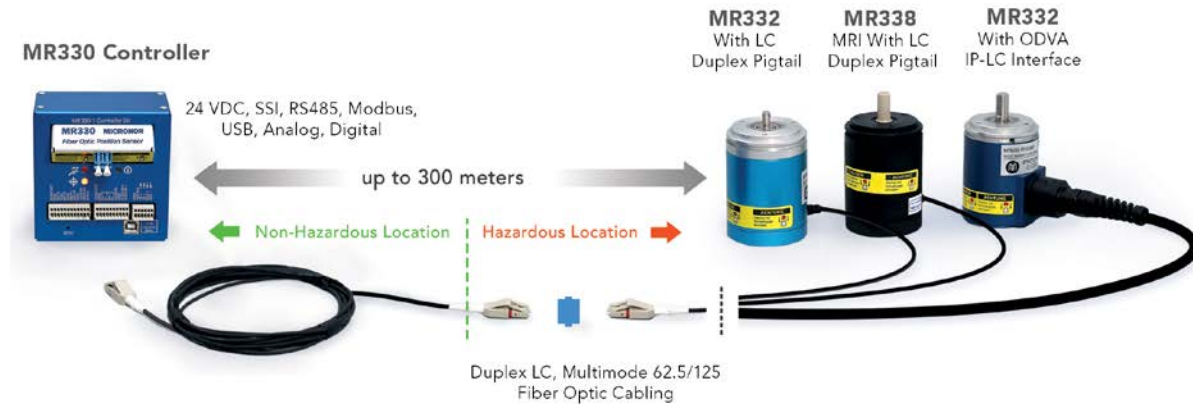 MR330 Controller
24 VDC, SSI, RS485, Modbus,
USB, Analog, Digital
MR332
With LC
Duplex Pigtail
MR338
MRI With LC
Duplex Pigtail
MR332
With ODVA
IP-LC Interface
MR330 MICRONOR
Fiber Optic Position Sensor
up to 300 meters
Non-Hazardous Location
Hazardous Location
Duplex LC, Multimode 62.5/125
Fiber Optic Cabling